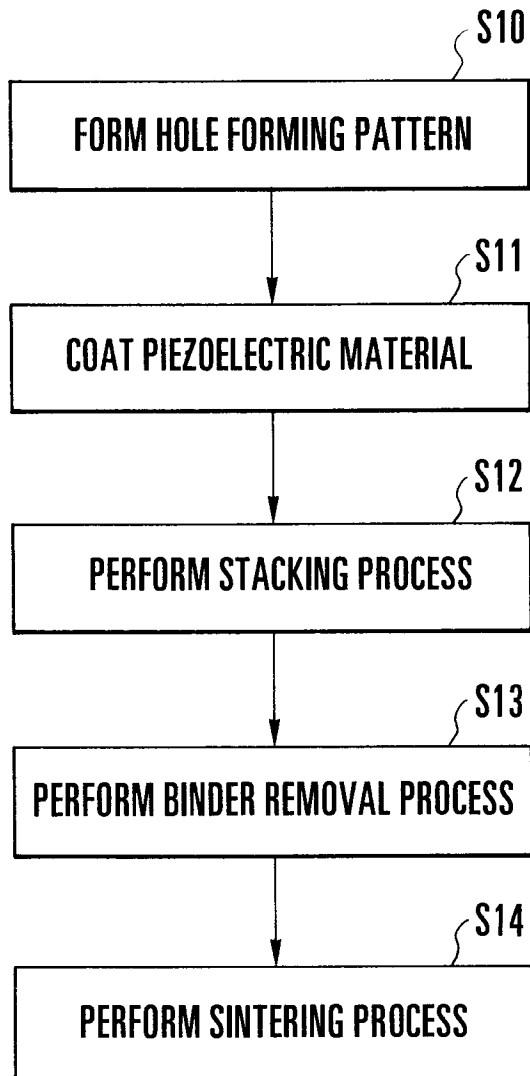 S10
FORM HOLE FORMING PATTERN
S11
COAT PIEZOELECTRIC MATERIAL
S12
PERFORM STACKING PROCESS
S13
PERFORM BINDER REMOVAL PROCESS
S14
PERFORM SINTERING PROCESS